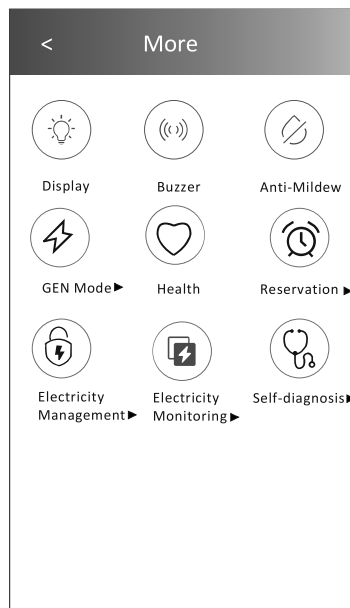 < More
Display Buzzer Anti-Mildew
GEN Mode▶ Health Reservation ▶
Electricity Electricity Self-diagnosis▶
Management▶ Monitoring▶